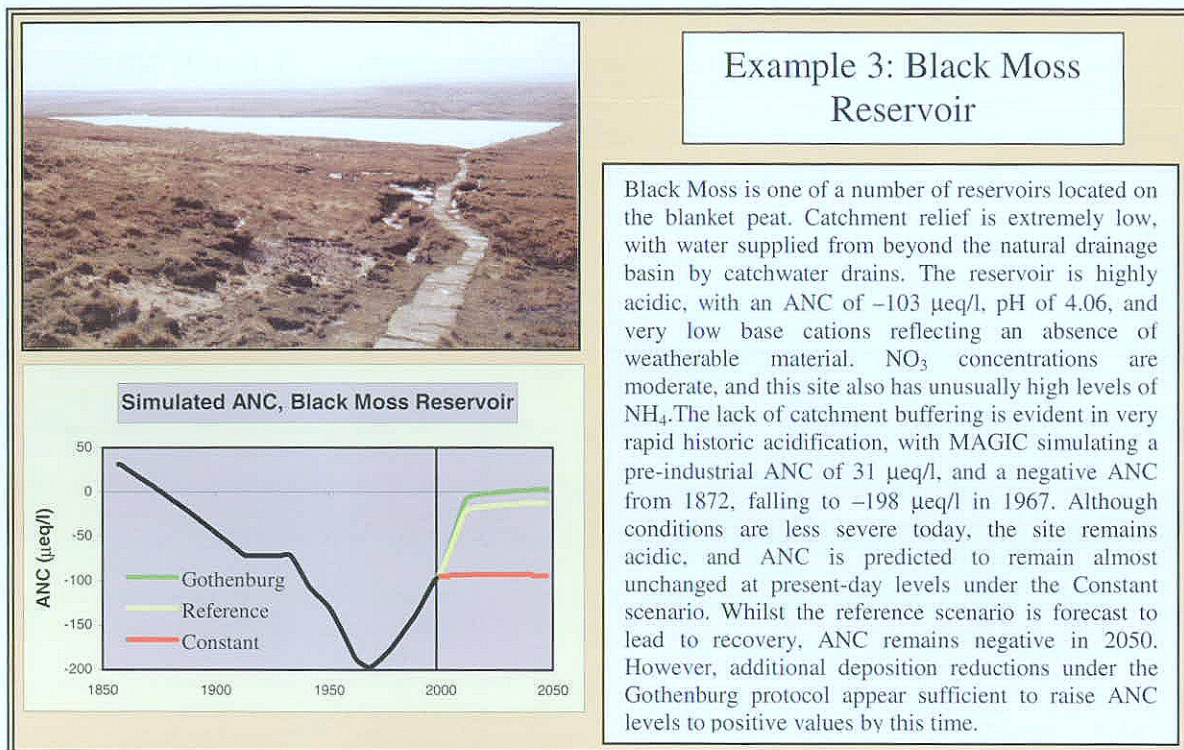 Example 3: Black Moss
Reservoir
Black Moss is one of a number of reservoirs located on
the blanket peat. Catchment relief is extremely low,
with water supplied from beyond the natural drainage
basin by catchwater drains. The reservoir is highly
acidic, with an ANC of –103 μeq/l, pH of 4.06, and
very low base cations reflecting an absence of
weatherable material. NO₃ concentrations are
moderate, and this site also has unusually high levels of
NH₄.The lack of catchment buffering is evident in very
rapid historic acidification, with MAGIC simulating a
pre-industrial ANC of 31 μeq/l, and a negative ANC
from 1872, falling to –198 μeq/l in 1967. Although
conditions are less severe today, the site remains
acidic, and ANC is predicted to remain almost
unchanged at present-day levels under the Constant
scenario. Whilst the reference scenario is forecast to
lead to recovery, ANC remains negative in 2050.
However, additional deposition reductions under the
Gothenburg protocol appear sufficient to raise ANC
levels to positive values by this time.
Simulated ANC, Black Moss Reservoir
ANC (μeq/l)
50
0
-50
-100
-150
-200
Gothenburg
Reference
Constant
1850 1900 1950 2000 2050